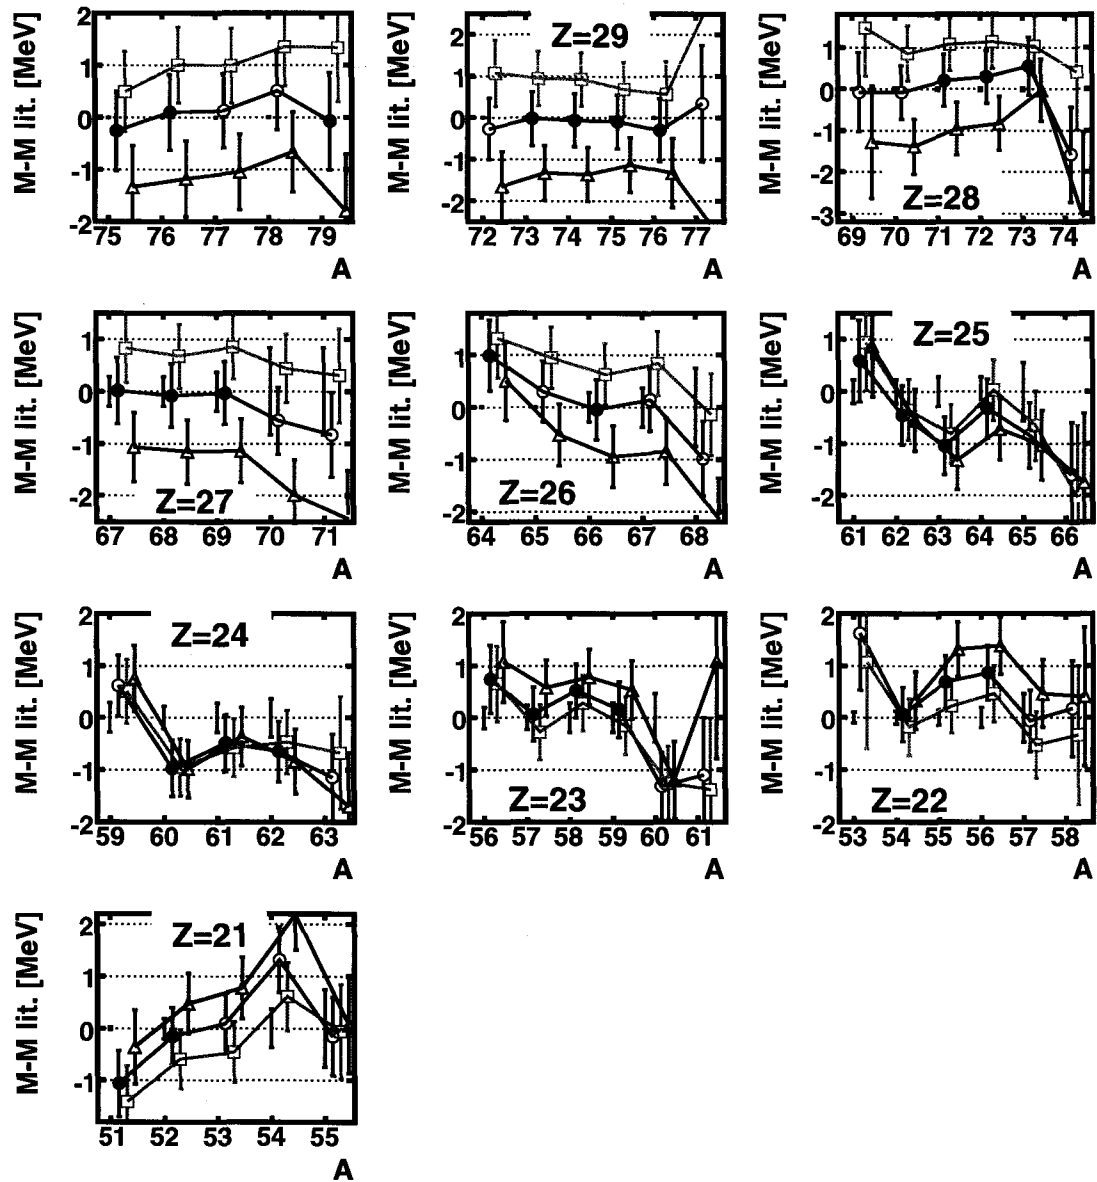 M-M lit. [MeV]
2
1
0
-1
-2
75 76 77 78 79
A
M-M lit. [MeV]
Z=29
2
1
0
-1
-2
72 73 74 75 76 77
A
M-M lit. [MeV]
1
0
-1
-2
-3
Z=28
69 70 71 72 73 74
A
M-M lit. [MeV]
1
0
-1
-2
Z=27
67 68 69 70 71
A
M-M lit. [MeV]
1
0
-1
-2
Z=26
64 65 66 67 68
A
M-M lit. [MeV]
Z=25
1
0
-1
-2
61 62 63 64 65 66
A
M-M lit. [MeV]
Z=24
2
1
0
-1
-2
59 60 61 62 63
A
M-M lit. [MeV]
2
1
0
-1
-2
Z=23
56 57 58 59 60 61
A
M-M lit. [MeV]
2
1
0
-1
-2
Z=22
53 54 55 56 57 58
A
M-M lit. [MeV]
Z=21
2
1
0
-1
51 52 53 54 55
A